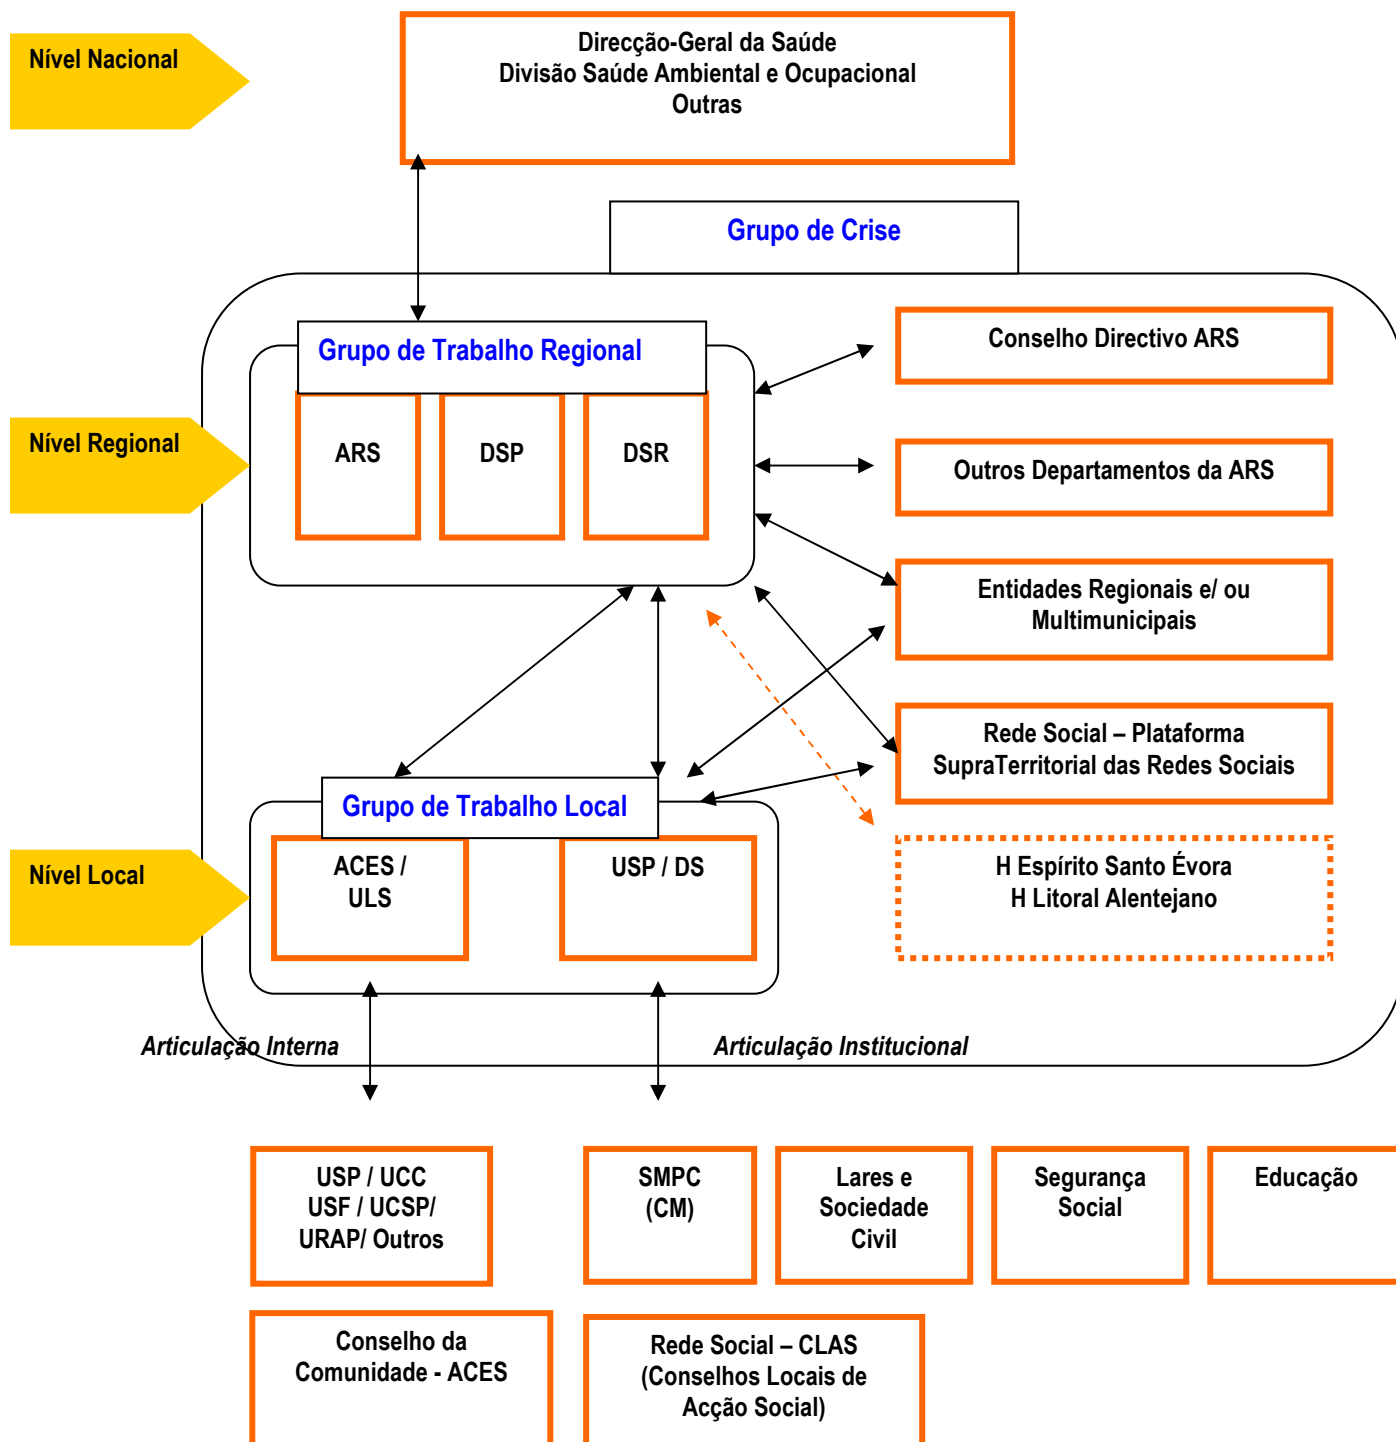 Nível Nacional
Direcção-Geral da Saúde
Divisão Saúde Ambiental e Ocupacional
Outras
Grupo de Crise
Grupo de Trabalho Regional
Conselho Directivo ARS
Nível Regional
ARS
DSP
DSR
Outros Departamentos da ARS
Entidades Regionais e/ ou
Multimunicipais
Rede Social – Plataforma
SupraTerritorial das Redes Sociais
Grupo de Trabalho Local
Nível Local
ACES /
ULS
USP / DS
H Espírito Santo Évora
H Litoral Alentejano
Articulação Interna
Articulação Institucional
USP / UCC
USF / UCSP/
URAP/ Outros
SMPC
(CM)
Lares e
Sociedade
Civil
Segurança
Social
Educação
Conselho da
Comunidade - ACES
Rede Social – CLAS
(Conselhos Locais de
Acção Social)